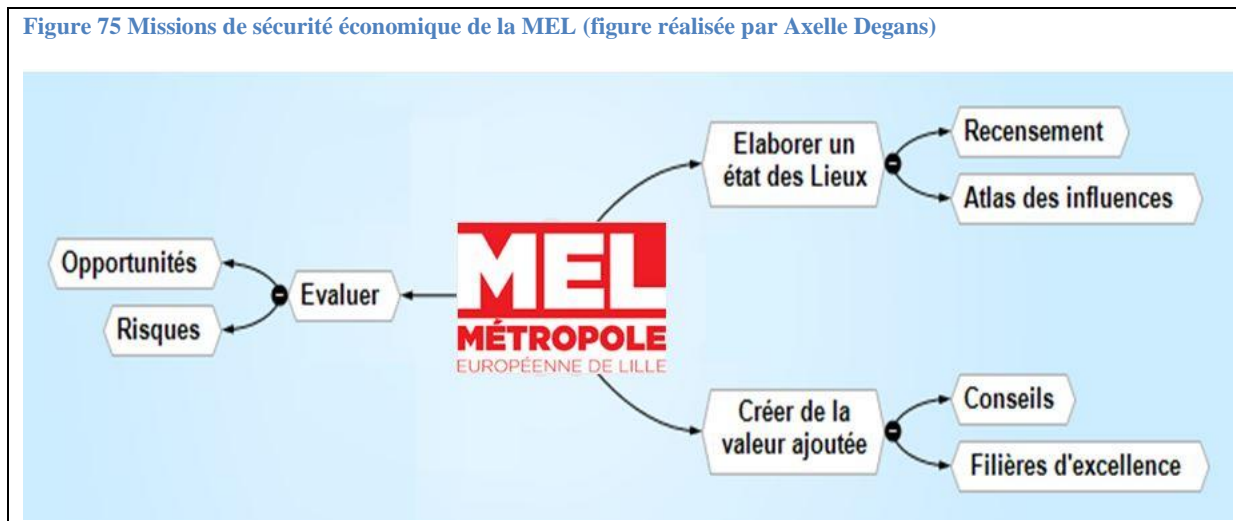 Figure 75 Missions de sécurité économique de la MEL (figure réalisée par Axelle Degans)
Elaborer un
état des Lieux
Recensement
Atlas des influences
Opportunités
Risques
Evaluer
MEL
MÉTROPOLE
EUROPÉENNE DE LILLE
Créer de la
valeur ajoutée
Conseils
Filières d'excellence